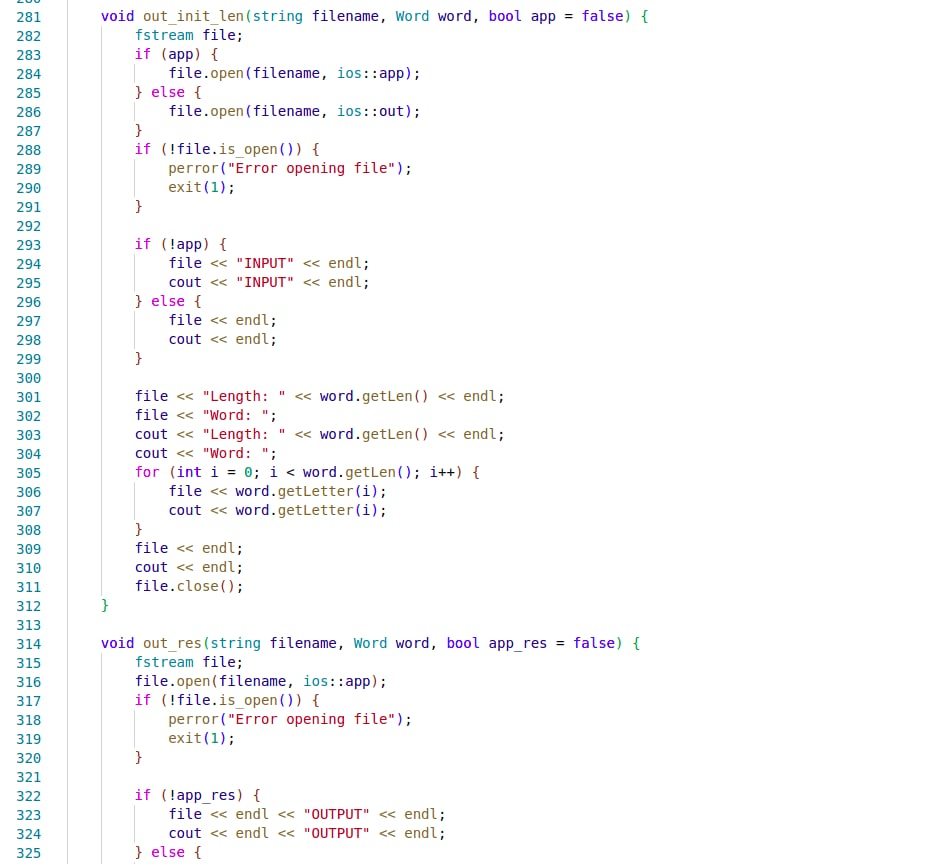 281 void out_init_len(string filename, Word word, bool app = false) {
282 fstream file;
283 if (app) {
284 file.open(filename, ios::app);
285 } else {
286 file.open(filename, ios::out);
287 }
288 if (!file.is_open()) {
289 perror("Error opening file");
290 exit(1);
291 }
292
293 if (!app) {
294 file << "INPUT" << endl;
295 cout << "INPUT" << endl;
296 } else {
297 file << endl;
298 cout << endl;
299 }
300
301 file << "Length: " << word.getLen() << endl;
302 file << "Word: ";
303 cout << "Length: " << word.getLen() << endl;
304 cout << "Word: ";
305 for (int i = 0; i < word.getLen(); i++) {
306 file << word.getLetter(i);
307 cout << word.getLetter(i);
308 }
309 file << endl;
310 cout << endl;
311 file.close();
312 }
313
314 void out_res(string filename, Word word, bool app_res = false) {
315 fstream file;
316 file.open(filename, ios::app);
317 if (!file.is_open()) {
318 perror("Error opening file");
319 exit(1);
320 }
321
322 if (!app_res) {
323 file << endl << "OUTPUT" << endl;
324 cout << endl << "OUTPUT" << endl;
325 } else {